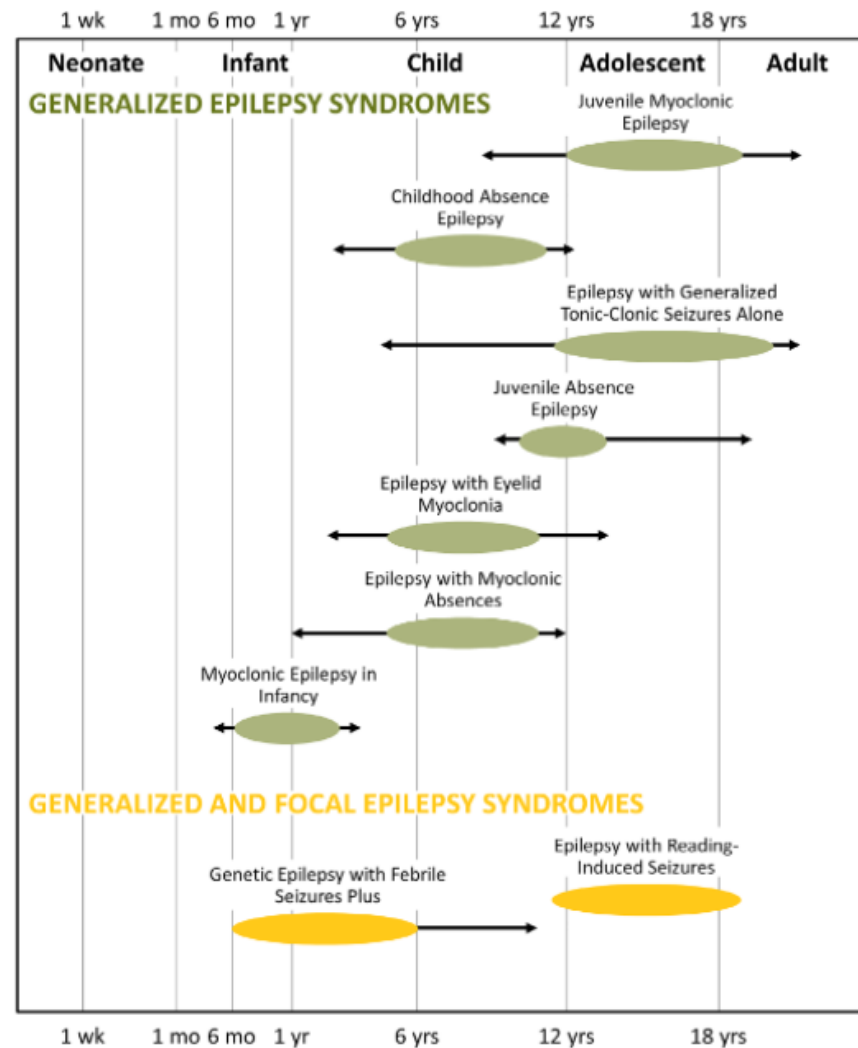 1 wk 1 mo 6 mo 1 yr 6 yrs 12 yrs 18 yrs
Neonate Infant Child Adolescent Adult
GENERALIZED EPILEPSY SYNDROMES
Juvenile Myoclonic
Epilepsy
Childhood Absence
Epilepsy
Epilepsy with Generalized
Tonic-Clonic Seizures Alone
Juvenile Absence
Epilepsy
Epilepsy with Eyelid
Myoclonia
Epilepsy with Myoclonic
Absences
Myoclonic Epilepsy in
Infancy
GENERALIZED AND FOCAL EPILEPSY SYNDROMES
Epilepsy with Reading-
Induced Seizures
Genetic Epilepsy with Febrile
Seizures Plus
1 wk 1 mo 6 mo 1 yr 6 yrs 12 yrs 18 yrs